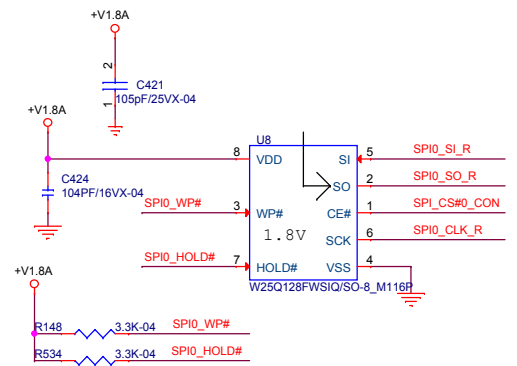 +V1.8A
2
C421
1
105pF/25VX-04
+V1.8A
C424
104PF/16VX-04
U8
8 VDD SI 5 SPI0_SI_R
SO 2 SPI0_SO_R
SPI0_WP# 3 WP# CE# 1 SPI_CS#0_CON
1.8V SCK 6 SPI0_CLK_R
SPI0_HOLD# 7 HOLD# VSS 4
W25Q128FWSIQ/SO-8_M116P
+V1.8A
R148 3.3K-04 SPI0_WP#
R534 3.3K-04 SPI0_HOLD#